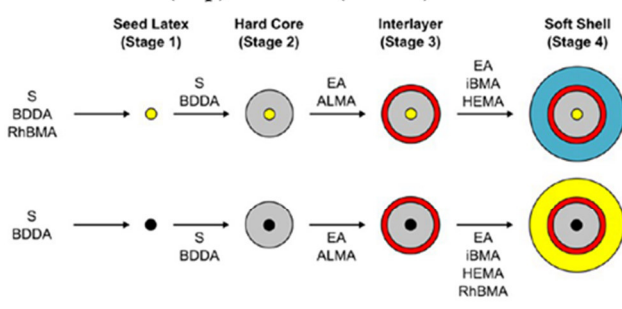 Seed Latex
(Stage 1)
Hard Core
(Stage 2)
Interlayer
(Stage 3)
Soft Shell
(Stage 4)
S
BDDA
RhBMA
S
BDDA
EA
ALMA
EA
iBMA
HEMA
S
BDDA
S
BDDA
EA
ALMA
EA
iBMA
HEMA
RhBMA